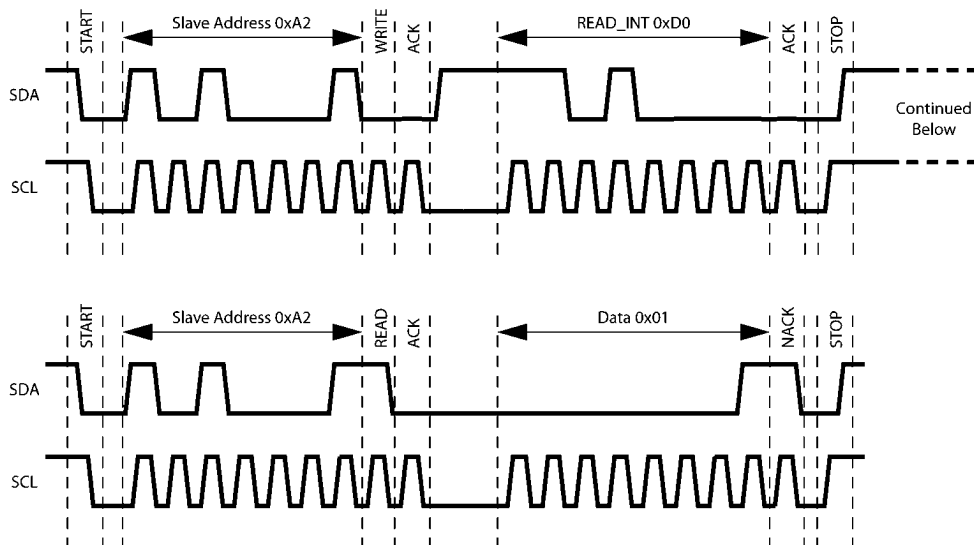 START
Slave Address 0xA2
WRITE
ACK
READ_INT 0xD0
ACK
STOP
SDA
Continued
Below
SCL
START
Slave Address 0xA2
READ
ACK
Data 0x01
NACK
STOP
SDA
SCL